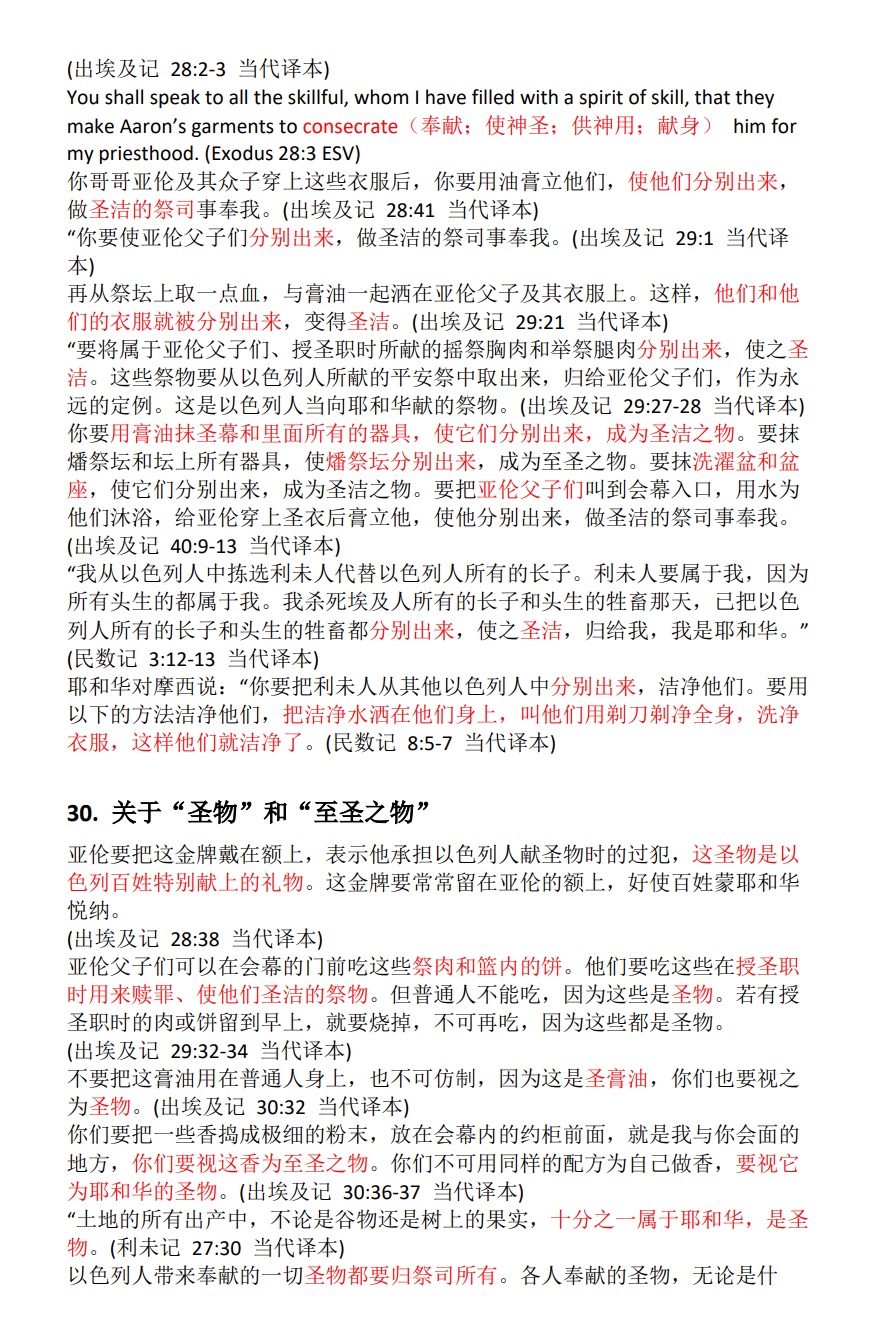 (出埃及记 28:2-3 当代译本)
You shall speak to all the skillful, whom I have filled with a spirit of skill, that they
make Aaron’s garments to consecrate（奉献；使神圣；供神用；献身） him for
my priesthood. (Exodus 28:3 ESV)
你哥哥亚伦及其众子穿上这些衣服后，你要用油膏立他们，使他们分别出来，
做圣洁的祭司事奉我。(出埃及记 28:41 当代译本)
“你要使亚伦父子们分别出来，做圣洁的祭司事奉我。(出埃及记 29:1 当代译
本)
再从祭坛上取一点血，与膏油一起洒在亚伦父子及其衣服上。这样，他们和他
们的衣服就被分别出来，变得圣洁。(出埃及记 29:21 当代译本)
“要将属于亚伦父子们、授圣职时所献的摇祭胸肉和举祭腿肉分别出来，使之圣
洁。这些祭物要从以色列人所献的平安祭中取出来，归给亚伦父子们，作为永
远的定例。这是以色列人当向耶和华献的祭物。(出埃及记 29:27-28 当代译本)
你要用膏油抹圣幕和里面所有的器具，使它们分别出来，成为圣洁之物。要抹
燔祭坛和坛上所有器具，使燔祭坛分别出来，成为至圣之物。要抹洗濯盆和盆
座，使它们分别出来，成为圣洁之物。要把亚伦父子们叫到会幕入口，用水为
他们沐浴，给亚伦穿上圣衣后膏立他，使他分别出来，做圣洁的祭司事奉我。
(出埃及记 40:9-13 当代译本)
“我从以色列人中拣选利未人代替以色列人所有的长子。利未人要属于我，因为
所有头生的都属于我。我杀死埃及人所有的长子和头生的牲畜那天，已把以色
列人所有的长子和头生的牲畜都分别出来，使之圣洁，归给我，我是耶和华。”
(民数记 3:12-13 当代译本)
耶和华对摩西说：“你要把利未人从其他以色列人中分别出来，洁净他们。要用
以下的方法洁净他们，把洁净水洒在他们身上，叫他们用剃刀剃净全身，洗净
衣服，这样他们就洁净了。(民数记 8:5-7 当代译本)
30. 关于“圣物”和“至圣之物”
亚伦要把这金牌戴在额上，表示他承担以色列人献圣物时的过犯，这圣物是以
色列百姓特别献上的礼物。这金牌要常常留在亚伦的额上，好使百姓蒙耶和华
悦纳。
(出埃及记 28:38 当代译本)
亚伦父子们可以在会幕的门前吃这些祭肉和篮内的饼。他们要吃这些在授圣职
时用来赎罪、使他们圣洁的祭物。但普通人不能吃，因为这些是圣物。若有授
圣职时的肉或饼留到早上，就要烧掉，不可再吃，因为这些都是圣物。
(出埃及记 29:32-34 当代译本)
不要把这膏油用在普通人身上，也不可仿制，因为这是圣膏油，你们也要视之
为圣物。(出埃及记 30:32 当代译本)
你们要把一些香捣成极细的粉末，放在会幕内的约柜前面，就是我与你会面的
地方，你们要视这香为至圣之物。你们不可用同样的配方为自己做香，要视它
为耶和华的圣物。(出埃及记 30:36-37 当代译本)
“土地的所有出产中，不论是谷物还是树上的果实，十分之一属于耶和华，是圣
物。(利未记 27:30 当代译本)
以色列人带来奉献的一切圣物都要归祭司所有。各人奉献的圣物，无论是什